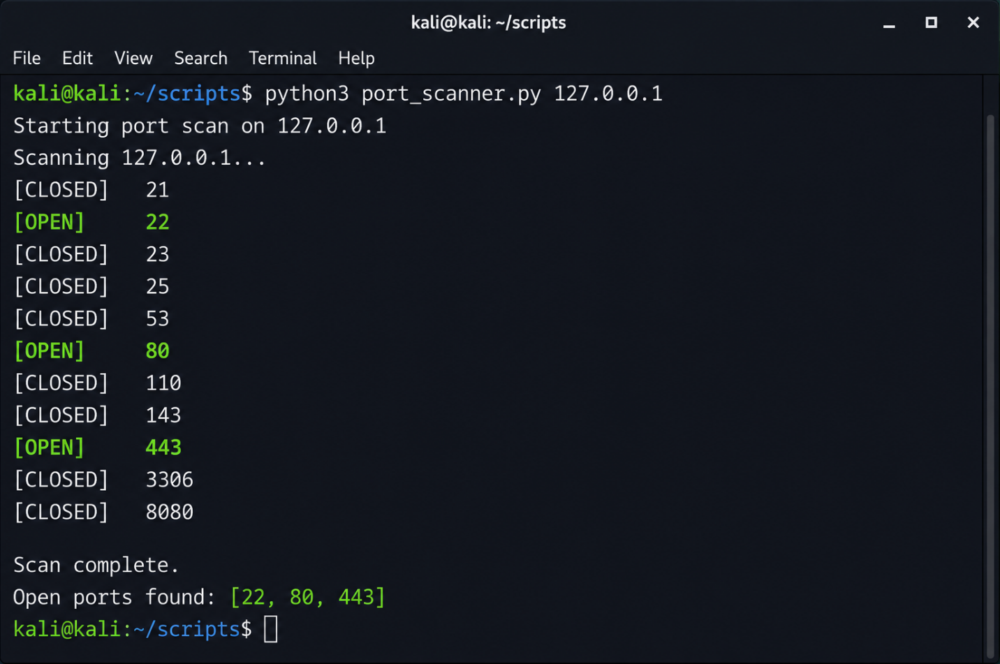 kali@kali: ~/scripts
File Edit View Search Terminal Help
kali@kali:~/scripts$ python3 port_scanner.py 127.0.0.1
Starting port scan on 127.0.0.1
Scanning 127.0.0.1...
[CLOSED] 21
[OPEN] 22
[CLOSED] 23
[CLOSED] 25
[CLOSED] 53
[OPEN] 80
[CLOSED] 110
[CLOSED] 143
[OPEN] 443
[CLOSED] 3306
[CLOSED] 8080
Scan complete.
Open ports found: [22, 80, 443]
kali@kali:~/scripts$